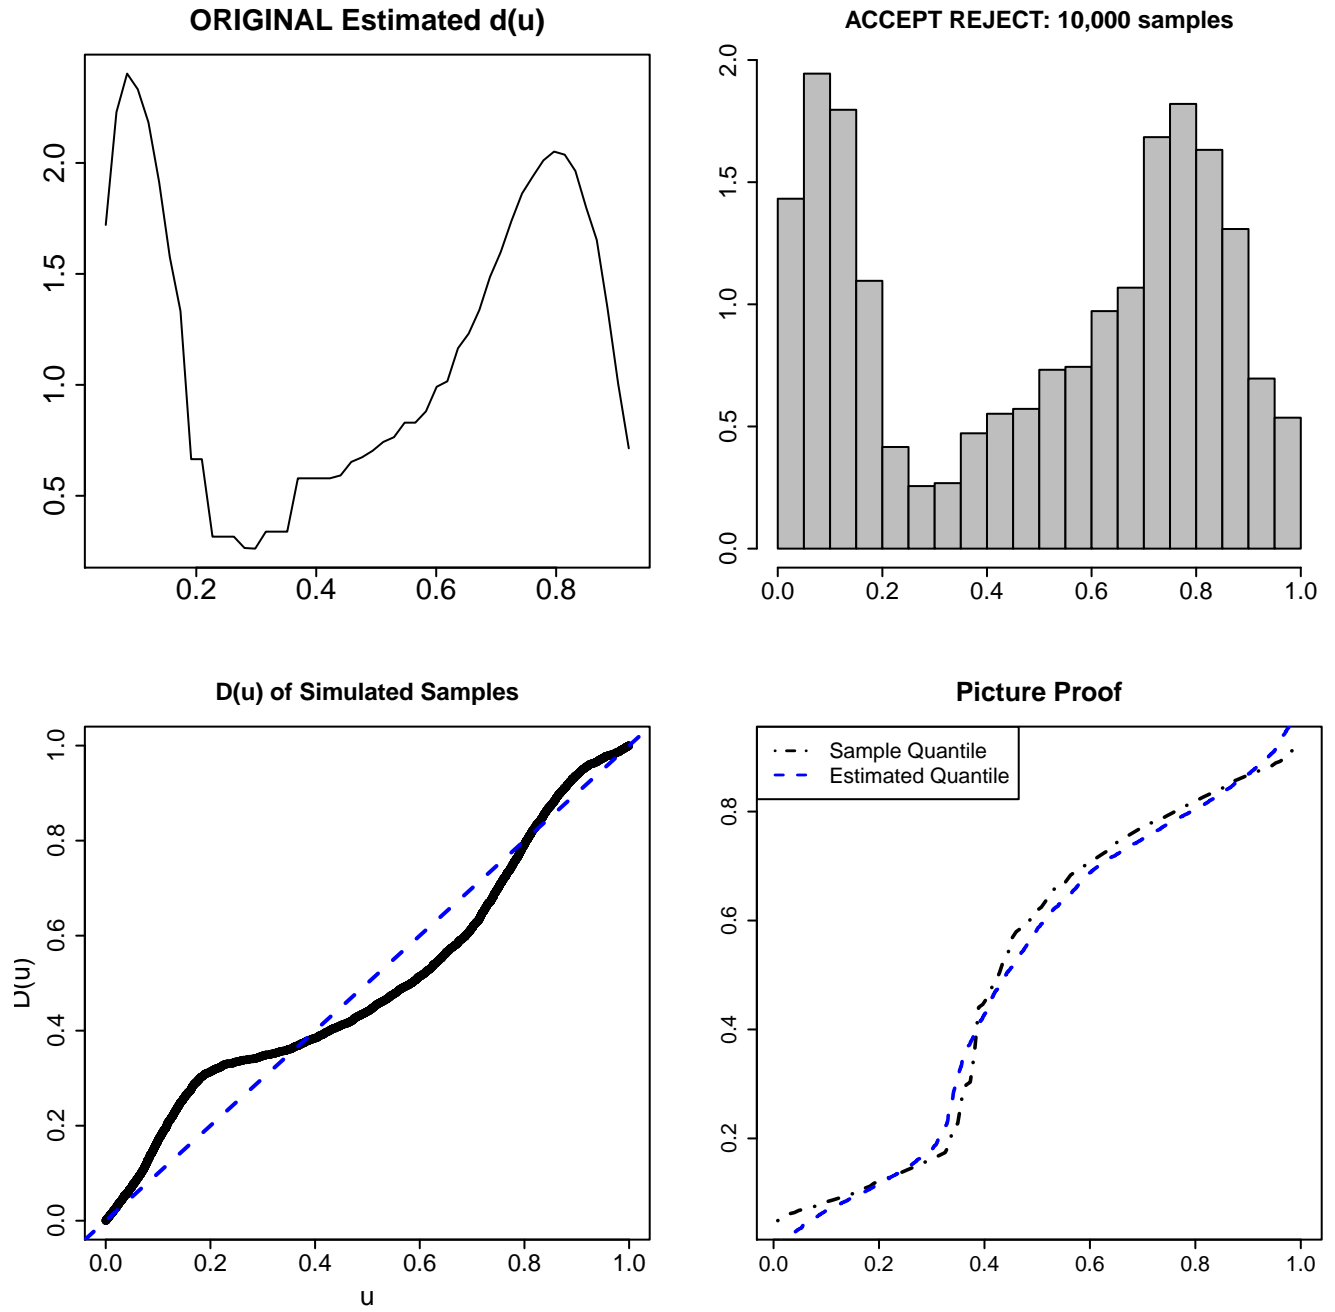 ORIGINAL Estimated d(u)
2.0
1.5
1.0
0.5
0.2 0.4 0.6 0.8
ACCEPT REJECT: 10,000 samples
2.0
1.5
1.0
0.5
0.0
0.0 0.2 0.4 0.6 0.8 1.0
D(u) of Simulated Samples
D(u)
1.0
0.8
0.6
0.4
0.2
0.0
0.0 0.2 0.4 0.6 0.8 1.0
u
Picture Proof
Sample Quantile
Estimated Quantile
0.8
0.6
0.4
0.2
0.0 0.2 0.4 0.6 0.8 1.0